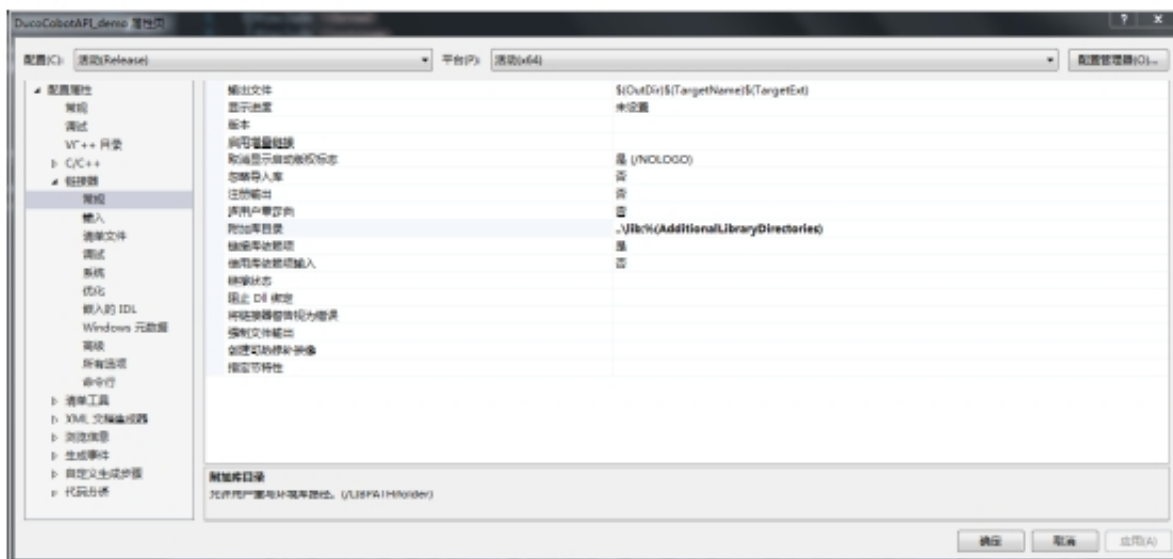 DucoCobotAPI_demo 属性页
配置(C): 活动(Release) 平台(P): 活动(x64) 配置管理器(O)...
配置属性
常规
调试
VC++ 目录
C/C++
链接器
常规
输入
清单文件
调试
系统
优化
嵌入的 IDL
Windows 元数据
高级
所有选项
命令行
清单工具
XML 文档生成器
浏览信息
生成事件
自定义生成步骤
代码分析
输出文件 $(OutDir)$(TargetName)$(TargetExt)
显示进度 未设置
版本
启用增量链接
取消显示启动版权标志 是 (/NOLOGO)
忽略导入库 否
注册输出 否
逐用户重定向 否
附加库目录 ..\lib;%(AdditionalLibraryDirectories)
链接库依赖项 是
使用库依赖项输入 否
链接状态
阻止 Dll 绑定
将链接器警告视为错误
强制文件输出
创建可热修补映像
指定节特性
附加库目录
允许用户重写环境库路径。(/LIBPATH:folder)
确定 取消 应用(A)